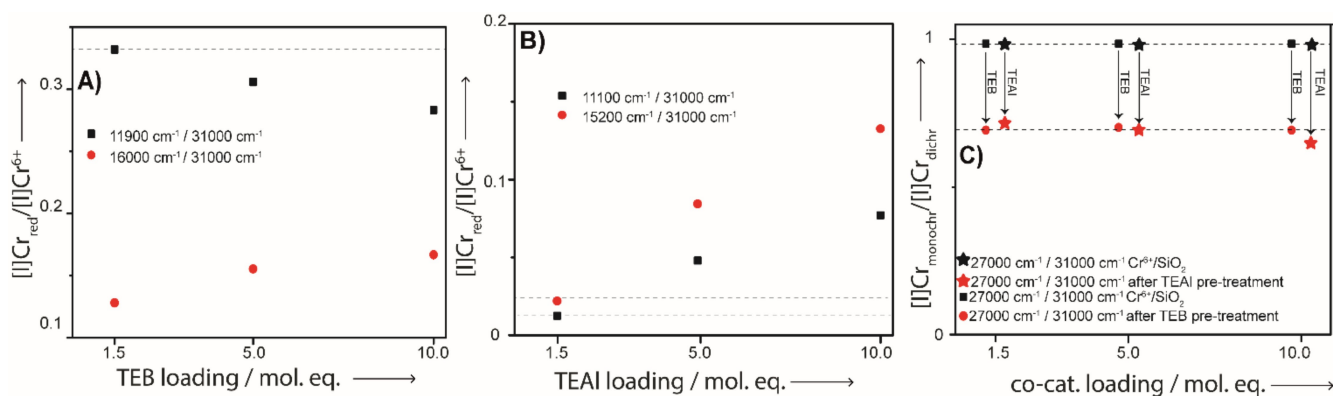 A)
[I]Cr_red/[I]Cr⁶⁺
0.3
0.2
0.1
11900 cm⁻¹ / 31000 cm⁻¹
16000 cm⁻¹ / 31000 cm⁻¹
1.5 5.0 10.0
TEB loading / mol. eq.
B)
[I]Cr_red/[I]Cr⁶⁺
0.2
0.1
0
11100 cm⁻¹ / 31000 cm⁻¹
15200 cm⁻¹ / 31000 cm⁻¹
1.5 5.0 10.0
TEAl loading / mol. eq.
C)
[I]Cr_monochr/[I]Cr_dichr
1
0
TEB TEAl TEB TEAl TEB TEAl
27000 cm⁻¹ / 31000 cm⁻¹ Cr⁶⁺/SiO₂
27000 cm⁻¹ / 31000 cm⁻¹ after TEAl pre-treatment
27000 cm⁻¹ / 31000 cm⁻¹ Cr⁶⁺/SiO₂
27000 cm⁻¹ / 31000 cm⁻¹ after TEB pre-treatment
1.5 5.0 10.0
co-cat. loading / mol. eq.